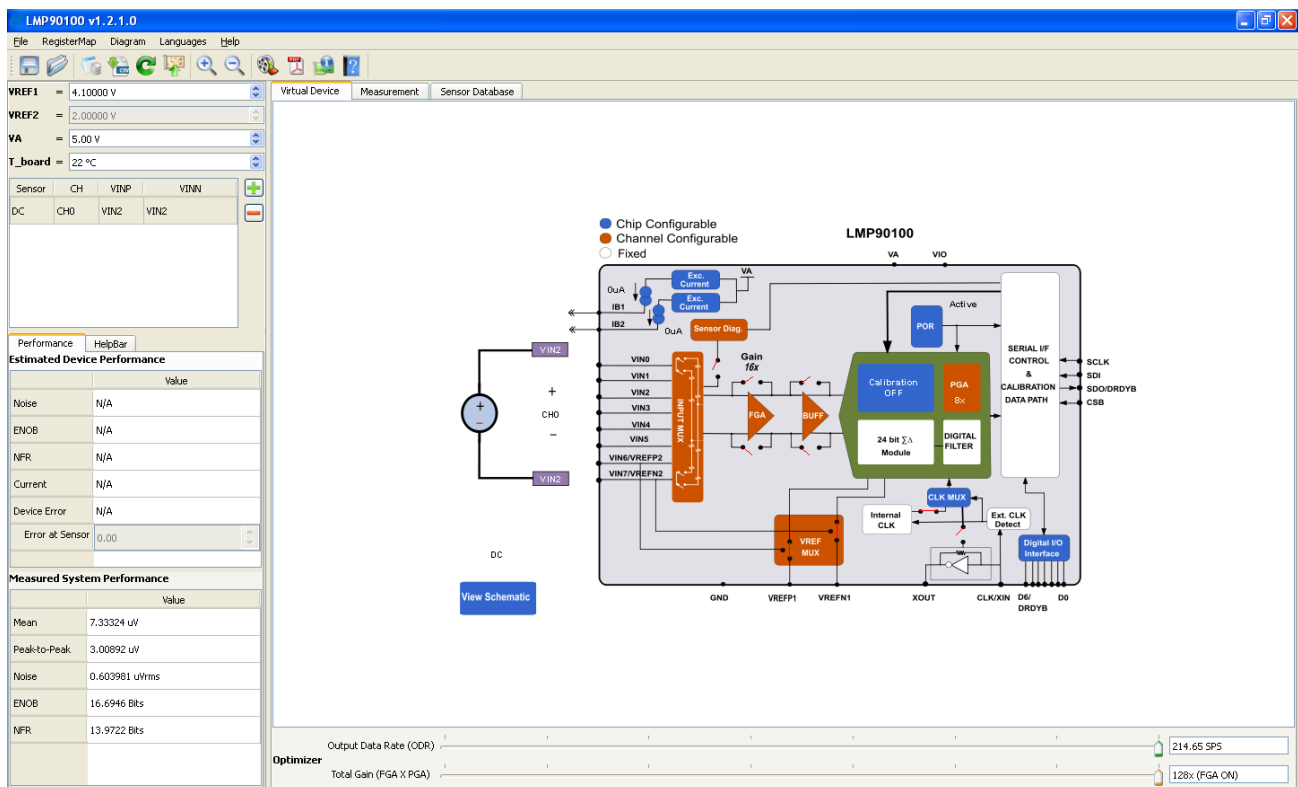 LMP90100 v1.2.1.0
File RegisterMap Diagram Languages Help
VREF1 = 4.10000 V
VREF2 = 2.00000 V
VA = 5.00 V
T_board = 22 °C
Sensor CH VINP VINN
DC CH0 VIN2 VIN2
Performance HelpBar
Estimated Device Performance
Value
Noise N/A
ENOB N/A
NFR N/A
Current N/A
Device Error N/A
Error at Sensor 0.00
Measured System Performance
Value
Mean 7.33324 uV
Peak-to-Peak 3.00892 uV
Noise 0.603981 uVrms
ENOB 16.6946 Bits
NFR 13.9722 Bits
Virtual Device Measurement Sensor Database
Chip Configurable
Channel Configurable
Fixed
LMP90100
VA VIO
Exc. Current
VA
0uA
IB1
Exc. Current
IB2
0uA
Sensor Diag.
Active
POR
SERIAL I/F
CONTROL
&
CALIBRATION
DATA PATH
SCLK
SDI
SDO/DRDYB
CSB
VIN2
+
CH0
−
VIN2
+
−
DC
View Schematic
VIN0
VIN1
VIN2
VIN3
VIN4
VIN5
VIN6/VREFP2
VIN7/VREFN2
INPUT MUX
Gain
16x
FGA
BUFF
Calibration
OFF
PGA
8x
24 bit ∑Δ
Module
DIGITAL
FILTER
CLK MUX
Internal
CLK
Ext. CLK
Detect
VREF
MUX
Digital I/O
Interface
GND VREFP1 VREFN1 XOUT CLK/XIN D6/
DRDYB
D0
Optimizer
Output Data Rate (ODR) 214.65 SPS
Total Gain (FGA X PGA) 128x (FGA ON)